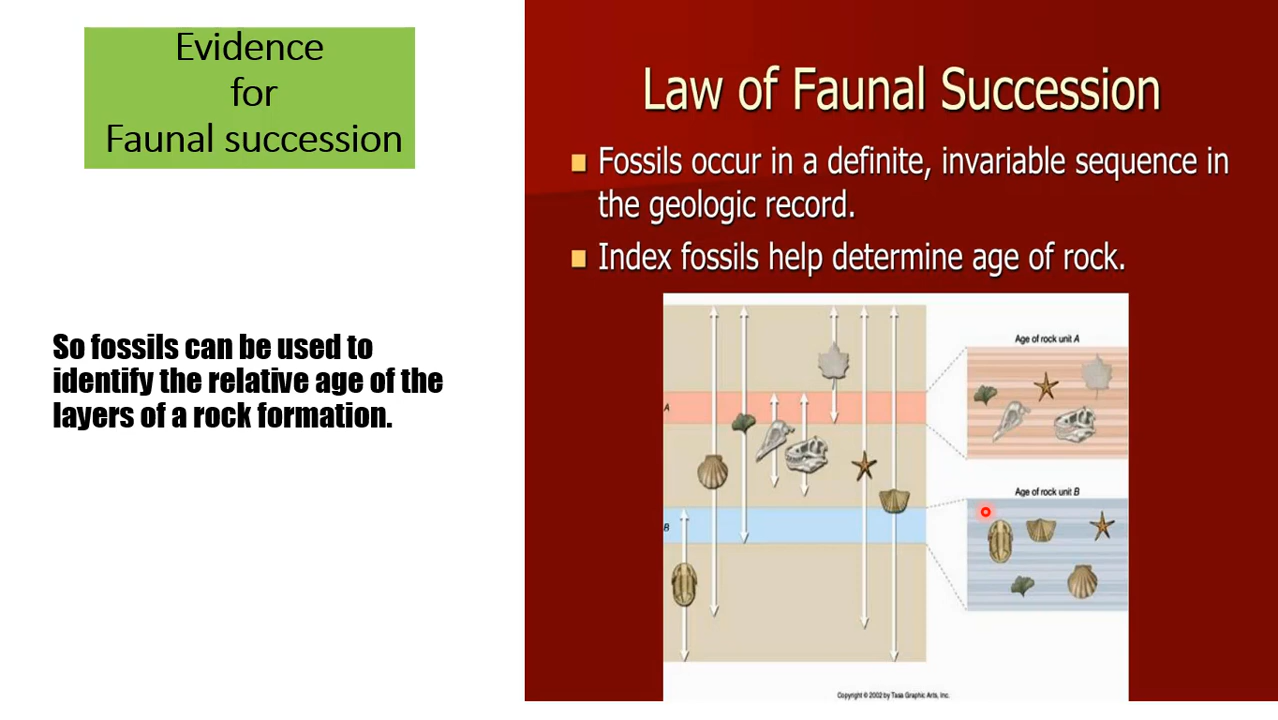 Evidence
for
Faunal succession
So fossils can be used to
identify the relative age of the
layers of a rock formation.
Law of Faunal Succession
Fossils occur in a definite, invariable sequence in
the geologic record.
Index fossils help determine age of rock.
Age of rock unit A
A
Age of rock unit B
B
Copyright © 2002 by Tasa Graphic Arts, Inc.